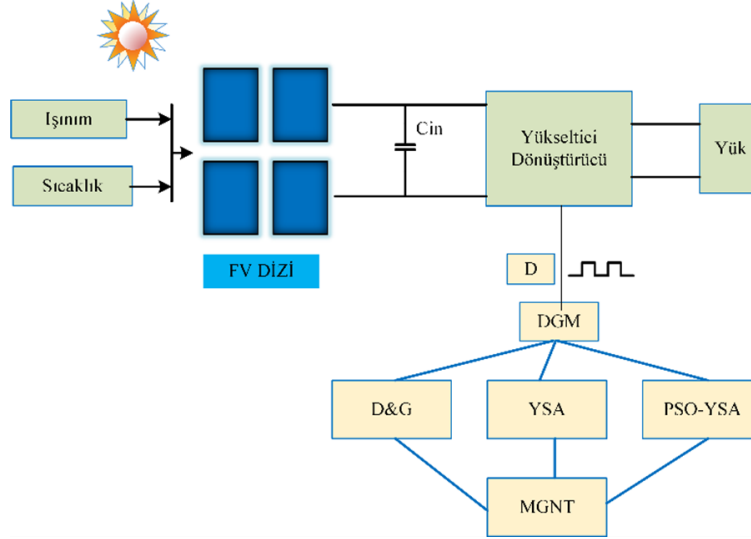 Işınım
Sıcaklık
FV DİZİ
Cin
Yükseltici
Dönüştürücü
Yük
D
DGM
D&G
YSA
PSO-YSA
MGNT